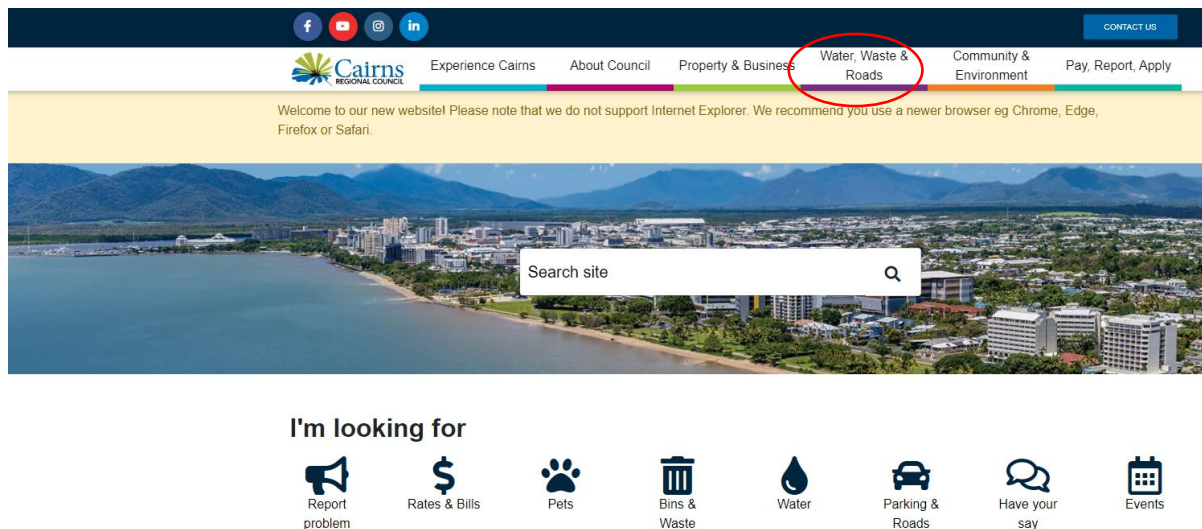 CONTACT US
Cairns
REGIONAL COUNCIL
Experience Cairns
About Council
Property & Business
Water, Waste &
Roads
Community &
Environment
Pay, Report, Apply
Welcome to our new website! Please note that we do not support Internet Explorer. We recommend you use a newer browser eg Chrome, Edge,
Firefox or Safari.
Search site
I'm looking for
Report
problem
Rates & Bills
Pets
Bins &
Waste
Water
Parking &
Roads
Have your
say
Events